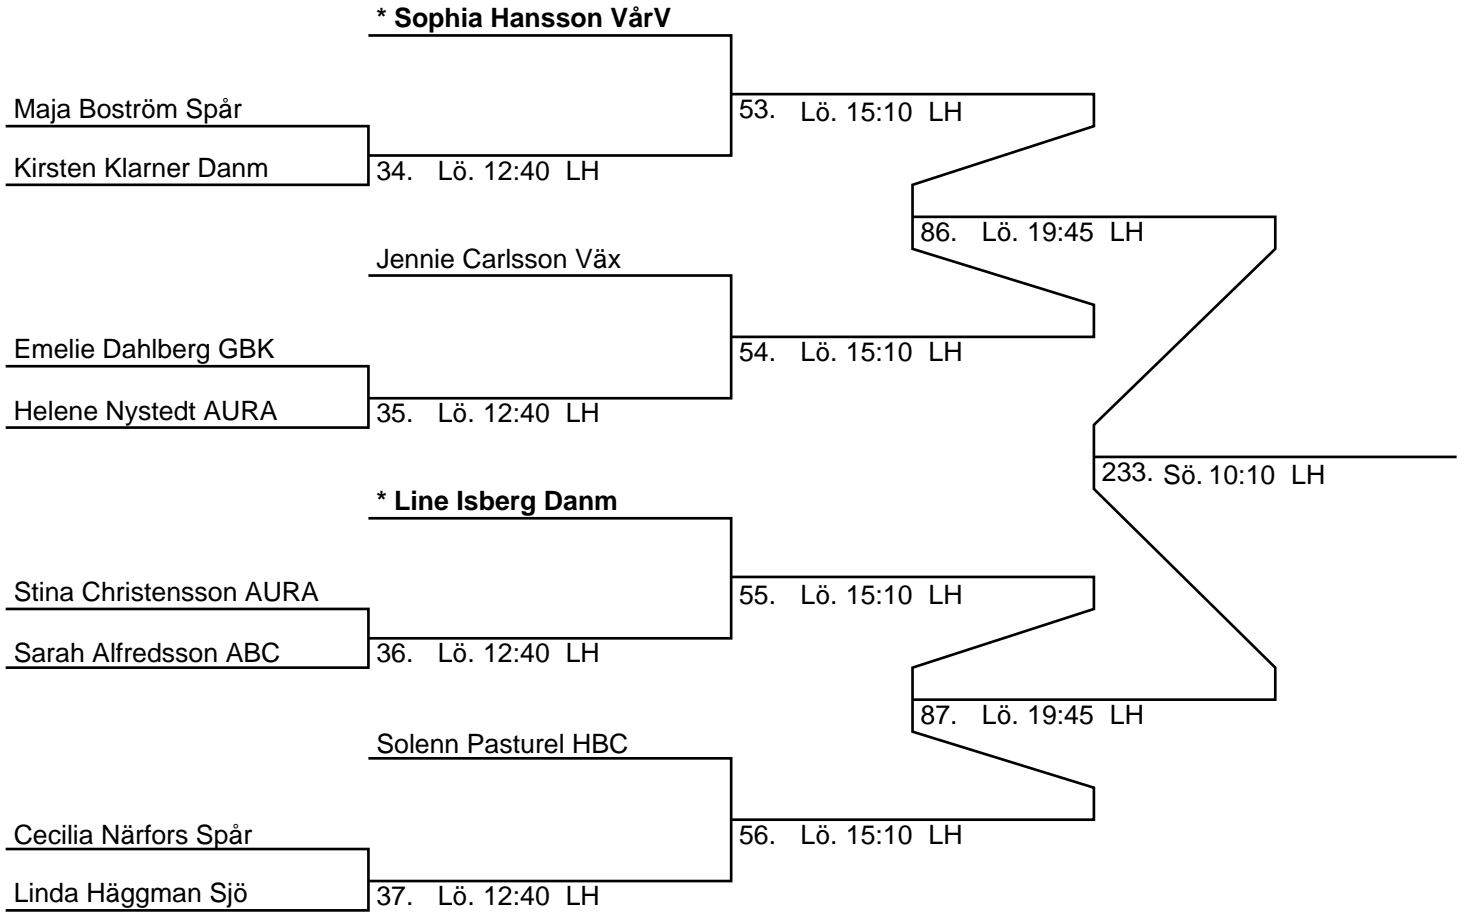 * Sophia Hansson VårV
Maja Boström Spår
53. Lö. 15:10 LH
Kirsten Klarner Danm
34. Lö. 12:40 LH
86. Lö. 19:45 LH
Jennie Carlsson Väx
Emelie Dahlberg GBK
54. Lö. 15:10 LH
Helene Nystedt AURA
35. Lö. 12:40 LH
233. Sö. 10:10 LH
* Line Isberg Danm
Stina Christensson AURA
55. Lö. 15:10 LH
Sarah Alfredsson ABC
36. Lö. 12:40 LH
87. Lö. 19:45 LH
Solenn Pasturel HBC
Cecilia Närfors Spår
56. Lö. 15:10 LH
Linda Häggman Sjö
37. Lö. 12:40 LH